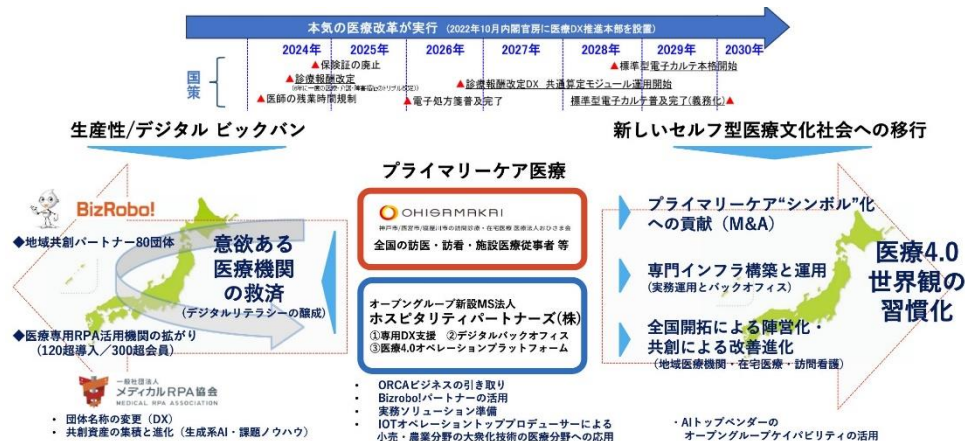 本気の医療改革が実行 (2022年10月内閣官房に医療DX推進本部を設置)
2024年 2025年 2026年 2027年 2028年 2029年 2030年
国策
▲保険証の廃止
▲標準型電子カルテ本格開始
▲診療報酬改定
▲診療報酬改定DX 共通算定モジュール運用開始
▲医師の残業時間規制
▲電子処方箋普及完了
標準型電子カルテ普及完了(義務化)▲
生産性/デジタル ビックバン
新しいセルフ型医療文化社会への移行
プライマリーケア医療
BizRobo!
◆地域共創パートナー80団体
意欲ある
医療機関
の救済
(デジタルリテラシーの醸成)
◆医療専用RPA活用機関の拡がり
(120超導入/300超会員)
一般社団法人
メディカルRPA協会
MEDICAL RPA ASSOCIATION
・ 団体名称の変更(DX)
・ 共創資産の集積と進化(生成系AI・課題ノウハウ)
OHISAMAKAI
全国の訪医・訪看・施設医療従事者 等
オープングループ新設MS法人
ホスピタリティパートナーズ(株)
①専用DX支援 ②デジタルバックオフィス
③医療4.0オペレーションプラットフォーム
・ ORCAビジネスの引き取り
・ Bizrobo!パートナーの活用
・ 実務ソリューション準備
・ IOTオペレーショントッププロデューサーによる
小売・農業分野の大衆化技術の医療分野への応用
プライマリーケア“シンボル”化
への貢献(M&A)
専門インフラ構築と運用
(実務運用とバックオフィス)
全国開拓による陣営化・
共創による改善進化
(地域医療機関・在宅医療・訪問看護)
医療4.0
世界観の
習慣化
・AIトップベンダーの
オープングループケイパビリティの活用